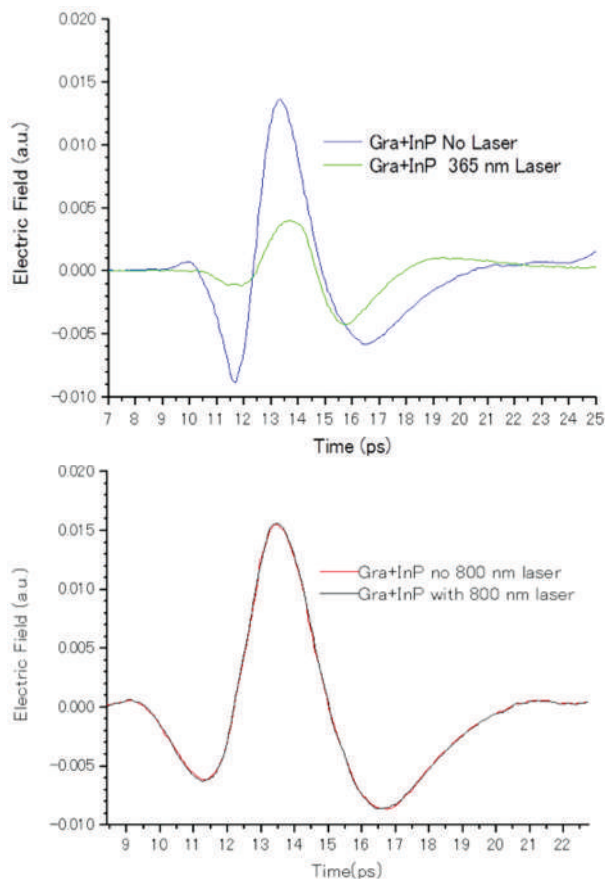 0.020
0.015
0.010
0.005
0.000
-0.005
-0.010
Electric Field (a.u.)
Gra+InP No Laser
Gra+InP 365 nm Laser
7 8 9 10 11 12 13 14 15 16 17 18 19 20 21 22 23 24 25
Time (ps)
0.020
0.015
0.010
0.005
0.000
-0.005
-0.010
Electric Field (a.u.)
Gra+InP no 800 nm laser
Gra+InP with 800 nm laser
9 10 11 12 13 14 15 16 17 18 19 20 21 22
Time(ps)